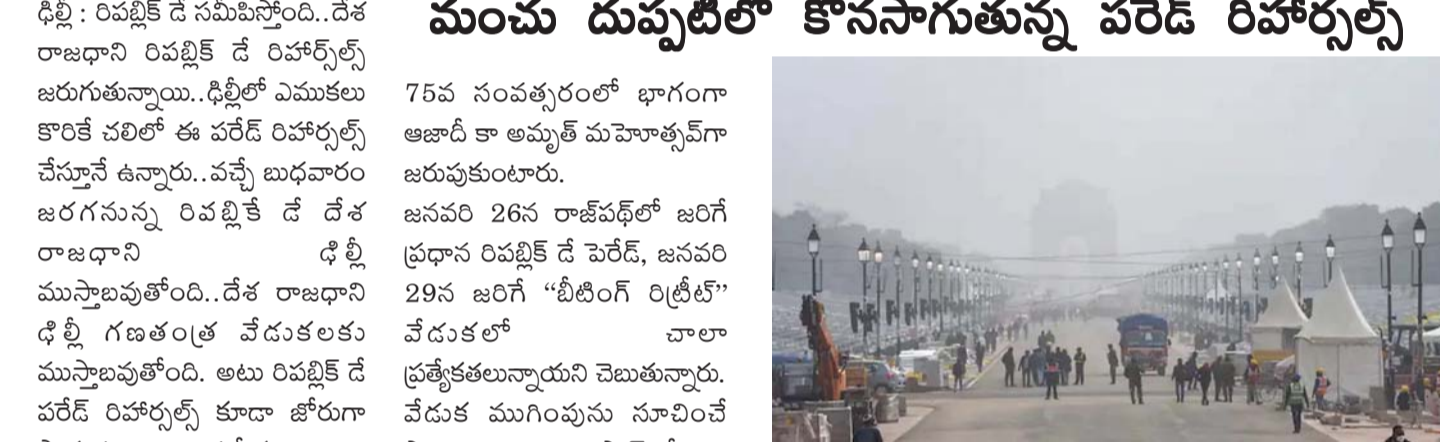 మంచు దుప్పటిలో కొనసాగుతున్న పరేడ్ రిహార్సల్స్
ఢిల్లీ : రిపబ్లిక్ డే సమీపిస్తోంది..దేశ
రాజధాని రిపబ్లిక్ డే రిహార్స్‌ల్స్
జరుగుతున్నాయి..ఢిల్లీలో ఎముకలు
కొరికే చలిలో ఈ పరేడ్ రిహార్సల్స్
చేస్తూనే ఉన్నారు..వచ్చే బుధవారం
జరగనున్న రివబ్లికే డే దేశ
రాజధాని ఢిల్లీ
ముస్తాబవుతోంది..దేశ రాజధాని
ఢిల్లీ గణతంత్ర వేడుకలకు
ముస్తాబవుతోంది. అటు రిపబ్లిక్ డే
పరేడ్ రిహార్సల్స్ కూడా జోరుగా
75వ సంవత్సరంలో భాగంగా
ఆజాదీ కా అమృత్ మహెూత్సవ్‌గా
జరుపుకుంటారు.
జనవరి 26న రాజ్‌పథ్‌లో జరిగే
ప్రధాన రిపబ్లిక్ డే పెరేడ్, జనవరి
29న జరిగే “బీటింగ్ రిట్రీట్”
వేడుకలో చాలా
ప్రత్యేకతలున్నాయని చెబుతున్నారు.
వేడుక ముగింపును సూచించే